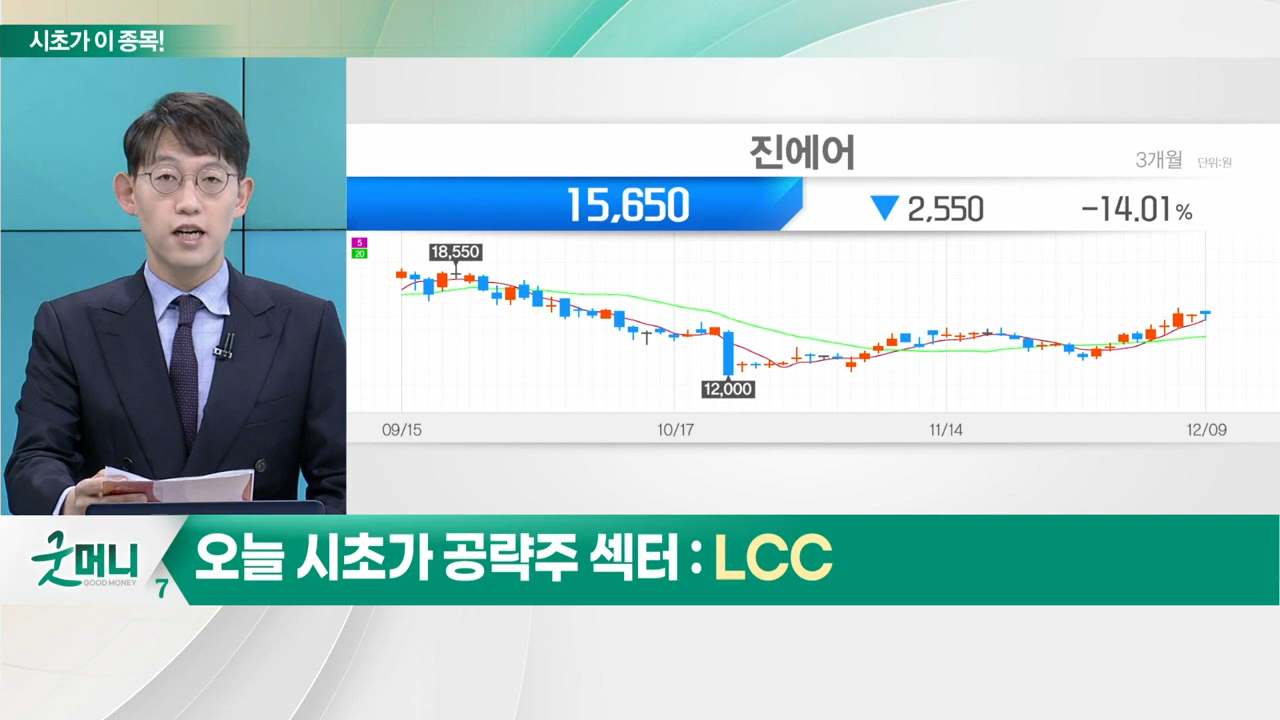 시초가 이 종목!
진에어
3개월 단위:원
15,650 ▼ 2,550 -14.01%
5
20
18,550
12,000
09/15 10/17 11/14 12/09
굿머니
GOOD MONEY
7
오늘 시초가 공략주 섹터 : LCC